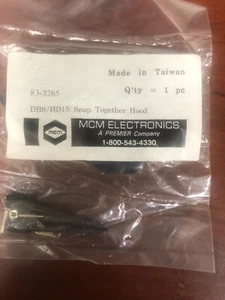 Made in Taiwan
83-3265 Q'ty = 1 pc
DB9/HD15 Snap Together Hood
mcm
MCM ELECTRONICS
A PREMIER Company
1-800-543-4330